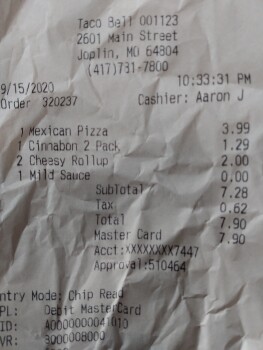 Taco Bell 001123
2601 Main Street
Joplin, MO 64804
(417)781-7800
9/15/2020 10:33:31 PM
Order 320237 Cashier: Aaron J
1 Mexican Pizza 3.99
1 Cinnabon 2 Pack 1.29
2 Cheesy Rollup 2.00
1 Mild Sauce 0.00
SubTotal 7.28
Tax 0.62
Total 7.90
Master Card 7.90
Acct:XXXXXXXX7447
Approval:510464
ntry Mode: Chip Read
PL: Debit MasterCard
ID: A0000000041010
VR: 8000008000